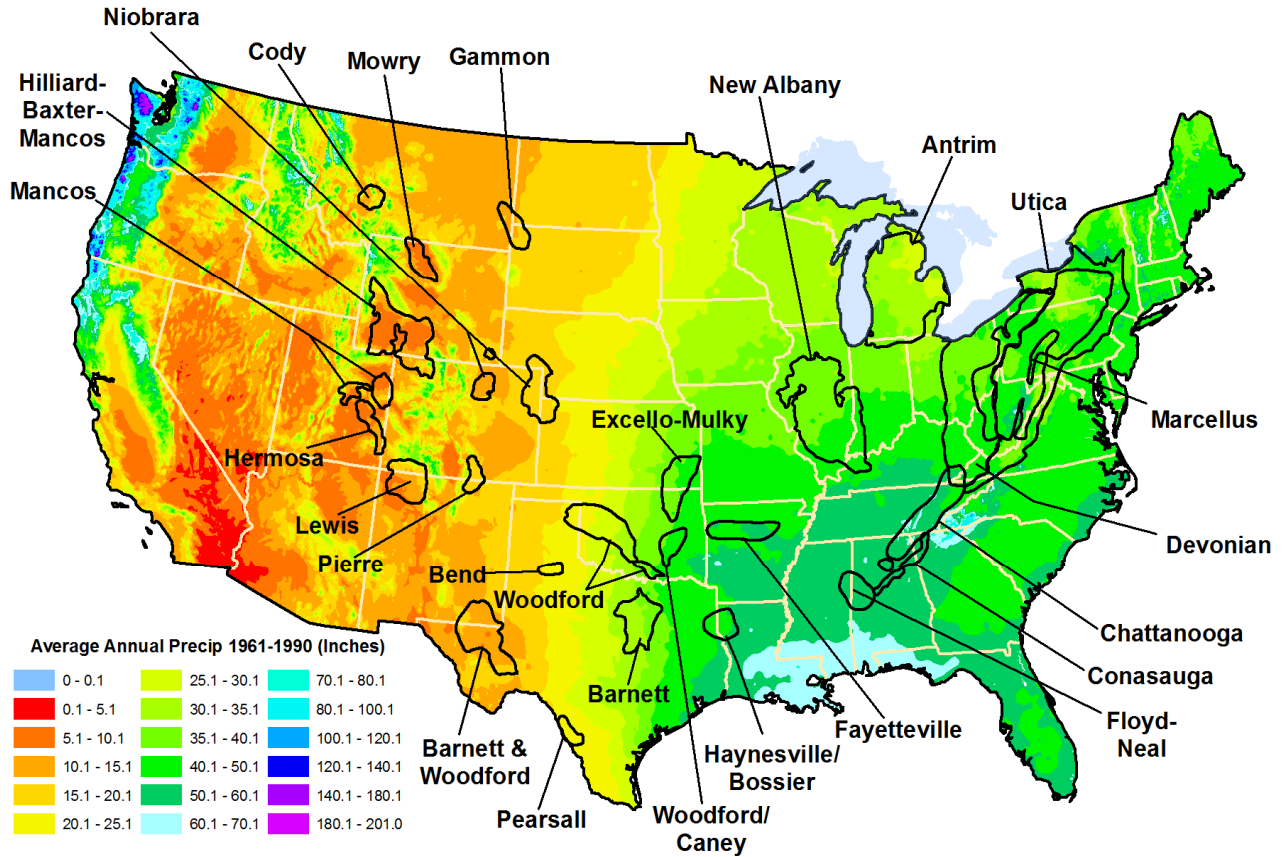 Niobrara
Cody
Mowry
Gammon
Hilliard-
Baxter-
Mancos
New Albany
Antrim
Mancos
Utica
Marcellus
Excello-Mulky
Hermosa
Lewis
Pierre
Devonian
Bend
Woodford
Chattanooga
Conasauga
Barnett
Floyd-
Neal
Fayetteville
Haynesville/
Bossier
Barnett &
Woodford
Pearsall
Woodford/
Caney
Average Annual Precip 1961-1990 (Inches)
0 - 0.1
0.1 - 5.1
5.1 - 10.1
10.1 - 15.1
15.1 - 20.1
20.1 - 25.1
25.1 - 30.1
30.1 - 35.1
35.1 - 40.1
40.1 - 50.1
50.1 - 60.1
60.1 - 70.1
70.1 - 80.1
80.1 - 100.1
100.1 - 120.1
120.1 - 140.1
140.1 - 180.1
180.1 - 201.0